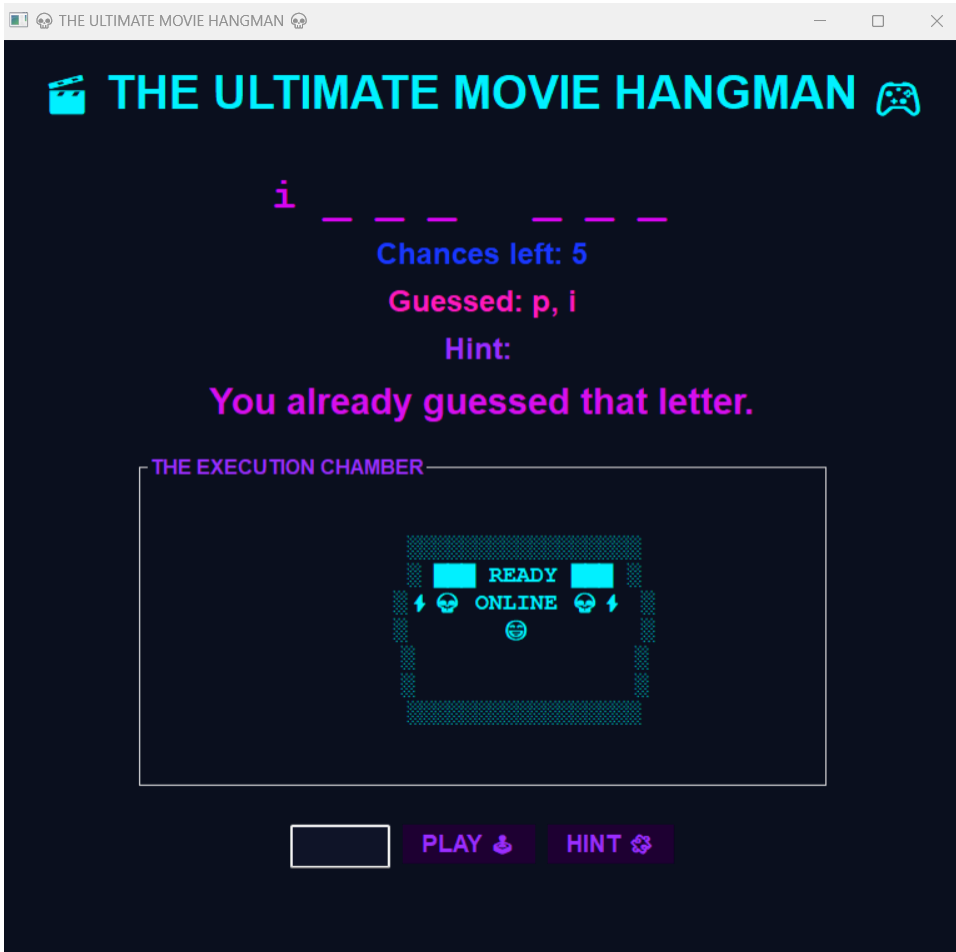 💀 THE ULTIMATE MOVIE HANGMAN 💀
🎬 THE ULTIMATE MOVIE HANGMAN 🎮
i _ _ _   _ _ _
Chances left: 5
Guessed: p, i
Hint:
You already guessed that letter.
THE EXECUTION CHAMBER
░░░░░░░░░░░░░░░░░
░ ███ READY ███ ░
░⚡💀 ONLINE 💀⚡ ░
░ 😄 ░
░ ░
░ ░
░░░░░░░░░░░░░░░░░
PLAY 🕹 HINT 🧩